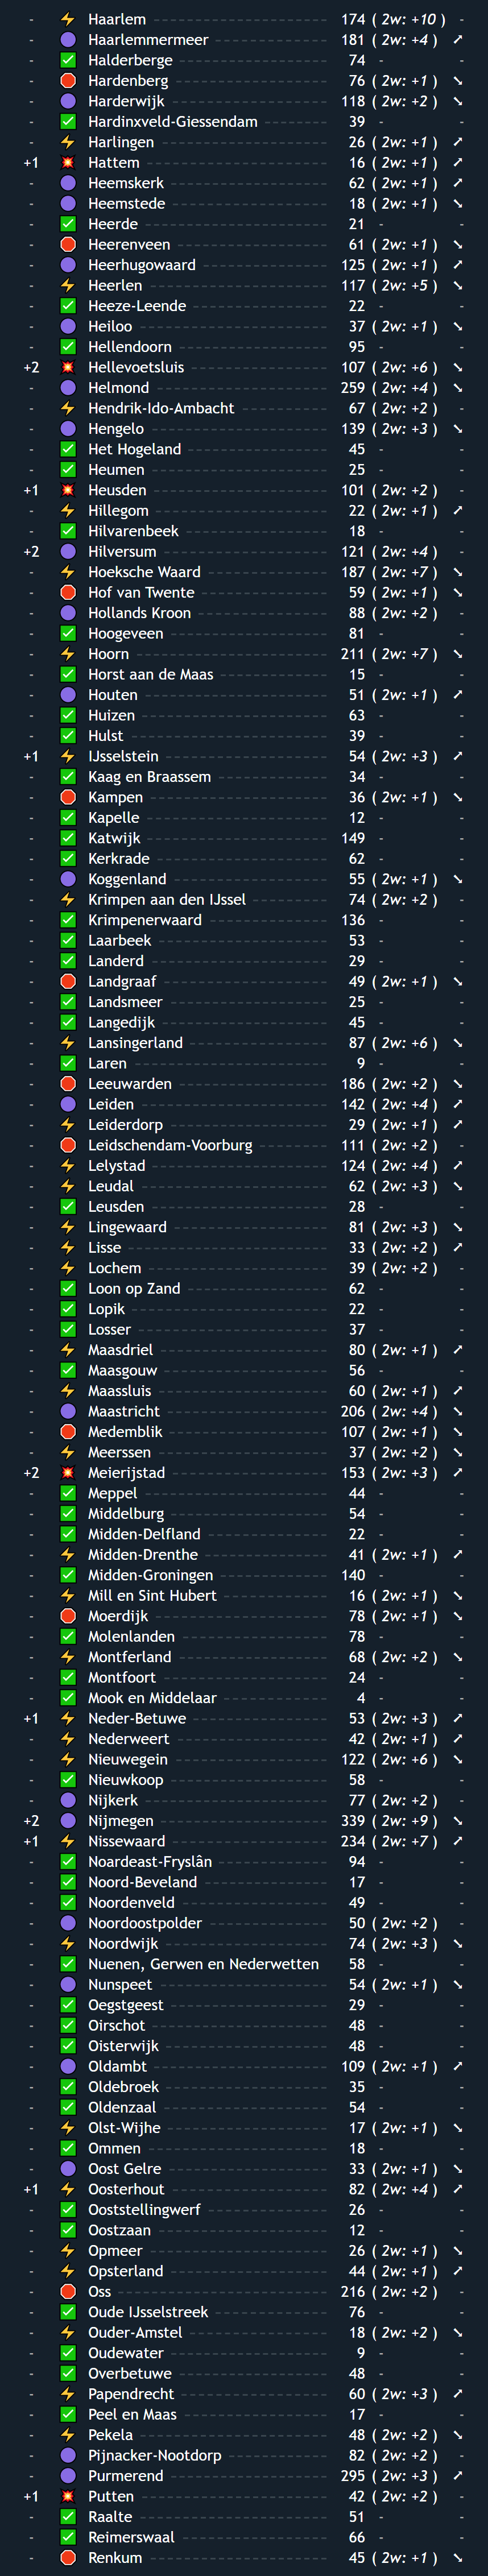 - ⚡ Haarlem 174 ( 2w: +10 ) -
- 🟣 Haarlemmermeer 181 ( 2w: +4 ) ➚
- ✅ Halderberge 74 - -
- 🛑 Hardenberg 76 ( 2w: +1 ) ➘
- 🟣 Harderwijk 118 ( 2w: +2 ) ➘
- ✅ Hardinxveld-Giessendam 39 - -
- ⚡ Harlingen 26 ( 2w: +1 ) ➚
+1 💥 Hattem 16 ( 2w: +1 ) ➚
- 🟣 Heemskerk 62 ( 2w: +1 ) ➚
- 🟣 Heemstede 18 ( 2w: +1 ) ➘
- ✅ Heerde 21 - -
- 🛑 Heerenveen 61 ( 2w: +1 ) ➘
- 🟣 Heerhugowaard 125 ( 2w: +1 ) ➚
- ⚡ Heerlen 117 ( 2w: +5 ) ➘
- ✅ Heeze-Leende 22 - -
- 🟣 Heiloo 37 ( 2w: +1 ) ➘
- ✅ Hellendoorn 95 - -
+2 💥 Hellevoetsluis 107 ( 2w: +6 ) ➘
- 🟣 Helmond 259 ( 2w: +4 ) ➘
- ⚡ Hendrik-Ido-Ambacht 67 ( 2w: +2 ) -
- 🟣 Hengelo 139 ( 2w: +3 ) ➘
- ✅ Het Hogeland 45 - -
- ✅ Heumen 25 - -
+1 💥 Heusden 101 ( 2w: +2 ) -
- ⚡ Hillegom 22 ( 2w: +1 ) ➚
- ✅ Hilvarenbeek 18 - -
+2 🟣 Hilversum 121 ( 2w: +4 ) -
- ⚡ Hoeksche Waard 187 ( 2w: +7 ) ➘
- 🛑 Hof van Twente 59 ( 2w: +1 ) ➘
- 🟣 Hollands Kroon 88 ( 2w: +2 ) -
- ✅ Hoogeveen 81 - -
- ⚡ Hoorn 211 ( 2w: +7 ) ➘
- ✅ Horst aan de Maas 15 - -
- 🟣 Houten 51 ( 2w: +1 ) ➚
- ✅ Huizen 63 - -
- ✅ Hulst 39 - -
+1 ⚡ IJsselstein 54 ( 2w: +3 ) ➚
- ✅ Kaag en Braassem 34 - -
- 🛑 Kampen 36 ( 2w: +1 ) ➘
- ✅ Kapelle 12 - -
- ✅ Katwijk 149 - -
- ✅ Kerkrade 62 - -
- 🟣 Koggenland 55 ( 2w: +1 ) ➘
- ⚡ Krimpen aan den IJssel 74 ( 2w: +2 ) -
- ✅ Krimpenerwaard 136 - -
- ✅ Laarbeek 53 - -
- ✅ Landerd 29 - -
- 🛑 Landgraaf 49 ( 2w: +1 ) ➘
- ✅ Landsmeer 25 - -
- ✅ Langedijk 45 - -
- ⚡ Lansingerland 87 ( 2w: +6 ) ➘
- ✅ Laren 9 - -
- 🛑 Leeuwarden 186 ( 2w: +2 ) ➘
- 🟣 Leiden 142 ( 2w: +4 ) ➚
- ⚡ Leiderdorp 29 ( 2w: +1 ) ➚
- 🛑 Leidschendam-Voorburg 111 ( 2w: +2 ) -
- ⚡ Lelystad 124 ( 2w: +4 ) ➚
- ⚡ Leudal 62 ( 2w: +3 ) ➘
- ✅ Leusden 28 - -
- ⚡ Lingewaard 81 ( 2w: +3 ) ➘
- ⚡ Lisse 33 ( 2w: +2 ) ➚
- ⚡ Lochem 39 ( 2w: +2 ) -
- ✅ Loon op Zand 62 - -
- ✅ Lopik 22 - -
- ✅ Losser 37 - -
- ⚡ Maasdriel 80 ( 2w: +1 ) ➚
- ✅ Maasgouw 56 - -
- ⚡ Maassluis 60 ( 2w: +1 ) ➚
- 🟣 Maastricht 206 ( 2w: +4 ) ➘
- 🛑 Medemblik 107 ( 2w: +1 ) ➘
- ⚡ Meerssen 37 ( 2w: +2 ) ➘
+2 💥 Meierijstad 153 ( 2w: +3 ) ➚
- ✅ Meppel 44 - -
- ✅ Middelburg 54 - -
- ✅ Midden-Delfland 22 - -
- ⚡ Midden-Drenthe 41 ( 2w: +1 ) ➚
- ✅ Midden-Groningen 140 - -
- ⚡ Mill en Sint Hubert 16 ( 2w: +1 ) ➘
- 🛑 Moerdijk 78 ( 2w: +1 ) ➘
- ✅ Molenlanden 78 - -
- ⚡ Montferland 68 ( 2w: +2 ) ➘
- ✅ Montfoort 24 - -
- ✅ Mook en Middelaar 4 - -
+1 ⚡ Neder-Betuwe 53 ( 2w: +3 ) ➚
- ⚡ Nederweert 42 ( 2w: +1 ) ➚
- ⚡ Nieuwegein 122 ( 2w: +6 ) ➘
- ✅ Nieuwkoop 58 - -
- 🟣 Nijkerk 77 ( 2w: +2 ) -
+2 🟣 Nijmegen 339 ( 2w: +9 ) ➘
+1 ⚡ Nissewaard 234 ( 2w: +7 ) ➚
- ✅ Noardeast-Fryslân 94 - -
- ✅ Noord-Beveland 17 - -
- ✅ Noordenveld 49 - -
- 🟣 Noordoostpolder 50 ( 2w: +2 ) -
- ⚡ Noordwijk 74 ( 2w: +3 ) ➘
- ✅ Nuenen, Gerwen en Nederwetten 58 - -
- 🟣 Nunspeet 54 ( 2w: +1 ) ➘
- ✅ Oegstgeest 29 - -
- ✅ Oirschot 48 - -
- ✅ Oisterwijk 48 - -
- 🟣 Oldambt 109 ( 2w: +1 ) ➚
- ✅ Oldebroek 35 - -
- ✅ Oldenzaal 54 - -
- ⚡ Olst-Wijhe 17 ( 2w: +1 ) ➘
- ✅ Ommen 18 - -
- 🟣 Oost Gelre 33 ( 2w: +1 ) ➘
+1 ⚡ Oosterhout 82 ( 2w: +4 ) ➚
- ✅ Ooststellingwerf 26 - -
- ✅ Oostzaan 12 - -
- ⚡ Opmeer 26 ( 2w: +1 ) ➘
- ⚡ Opsterland 44 ( 2w: +1 ) ➚
- 🛑 Oss 216 ( 2w: +2 ) -
- ✅ Oude IJsselstreek 76 - -
- ⚡ Ouder-Amstel 18 ( 2w: +2 ) ➘
- ✅ Oudewater 9 - -
- ✅ Overbetuwe 48 - -
- ⚡ Papendrecht 60 ( 2w: +3 ) ➚
- ✅ Peel en Maas 17 - -
- ⚡ Pekela 48 ( 2w: +2 ) ➘
- 🟣 Pijnacker-Nootdorp 82 ( 2w: +2 ) -
- 🟣 Purmerend 295 ( 2w: +3 ) ➚
+1 💥 Putten 42 ( 2w: +2 ) -
- ✅ Raalte 51 - -
- ✅ Reimerswaal 66 - -
- 🛑 Renkum 45 ( 2w: +1 ) ➘